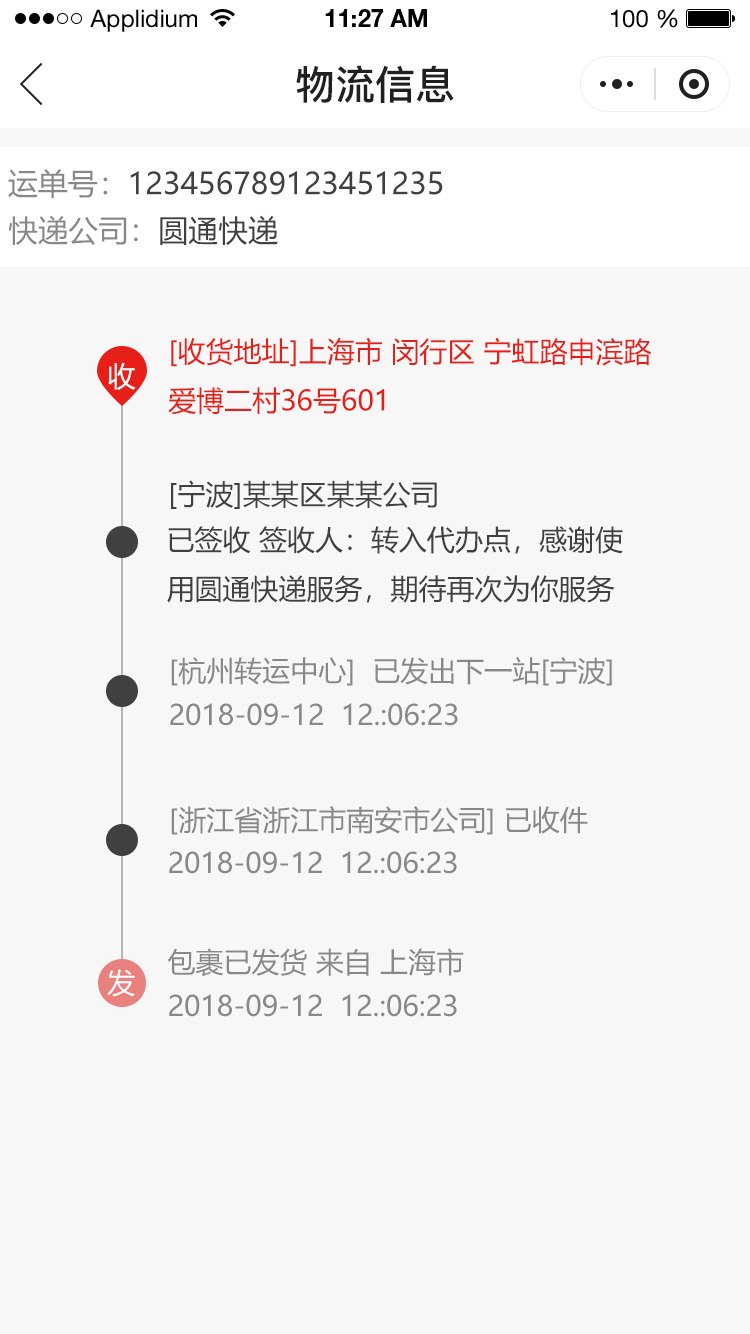 Applidium 11:27 AM 100 %
物流信息
运单号：123456789123451235
快递公司：圆通快递
收
[收货地址]上海市 闵行区 宁虹路申滨路
爱博二村36号601
[宁波]某某区某某公司
已签收 签收人：转入代办点，感谢使
用圆通快递服务，期待再次为你服务
[杭州转运中心]  已发出下一站[宁波]
2018-09-12  12.:06:23
[浙江省浙江市南安市公司] 已收件
2018-09-12  12.:06:23
发
包裹已发货 来自 上海市
2018-09-12  12.:06:23